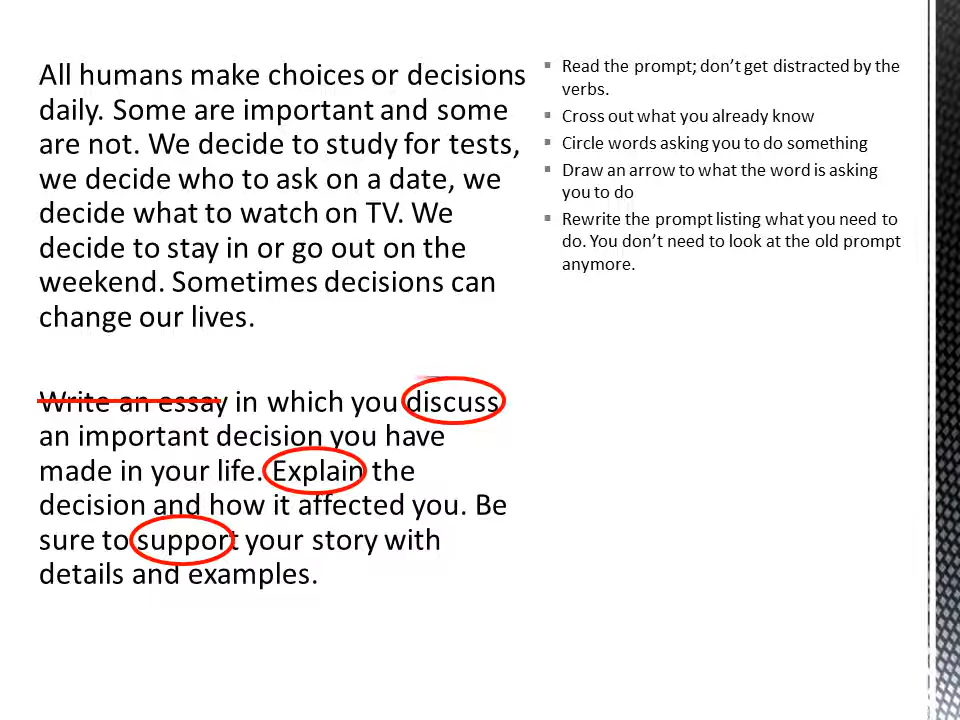 All humans make choices or decisions
daily. Some are important and some
are not. We decide to study for tests,
we decide who to ask on a date, we
decide what to watch on TV. We
decide to stay in or go out on the
weekend. Sometimes decisions can
change our lives.
Write an essay in which you discuss
an important decision you have
made in your life. Explain the
decision and how it affected you. Be
sure to support your story with
details and examples.
▪ Read the prompt; don’t get distracted by the
verbs.
▪ Cross out what you already know
▪ Circle words asking you to do something
▪ Draw an arrow to what the word is asking
you to do
▪ Rewrite the prompt listing what you need to
do. You don’t need to look at the old prompt
anymore.